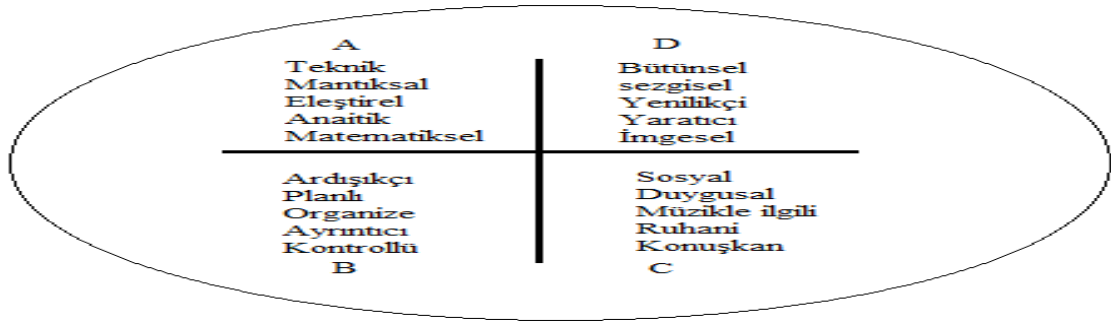 A
Teknik
Mantıksal
Eleştirel
Anaitik
Matematiksel
D
Bütünsel
sezgisel
Yenilikçi
Yaratıcı
İmgesel
Ardışıkçı
Planlı
Organize
Ayrıntıcı
Kontrollü
B
Sosyal
Duygusal
Müzikle ilgili
Ruhani
Konuşkan
C